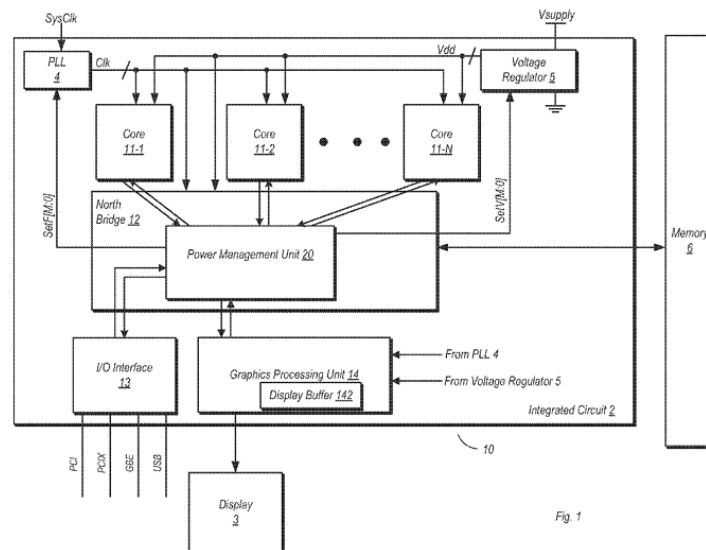 SysClk
Vsupply
PLL
4
Clk
Vdd
Voltage
Regulator 5
Core
11-1
Core
11-2
Core
11-N
SetF[M:0]
SetV[M:0]
North
Bridge 12
Power Management Unit 20
Memory
6
I/O Interface
13
Graphics Processing Unit 14
Display Buffer 142
From PLL 4
From Voltage Regulator 5
Integrated Circuit 2
PCI
PCIX
GBE
USB
10
Display
3
Fig. 1